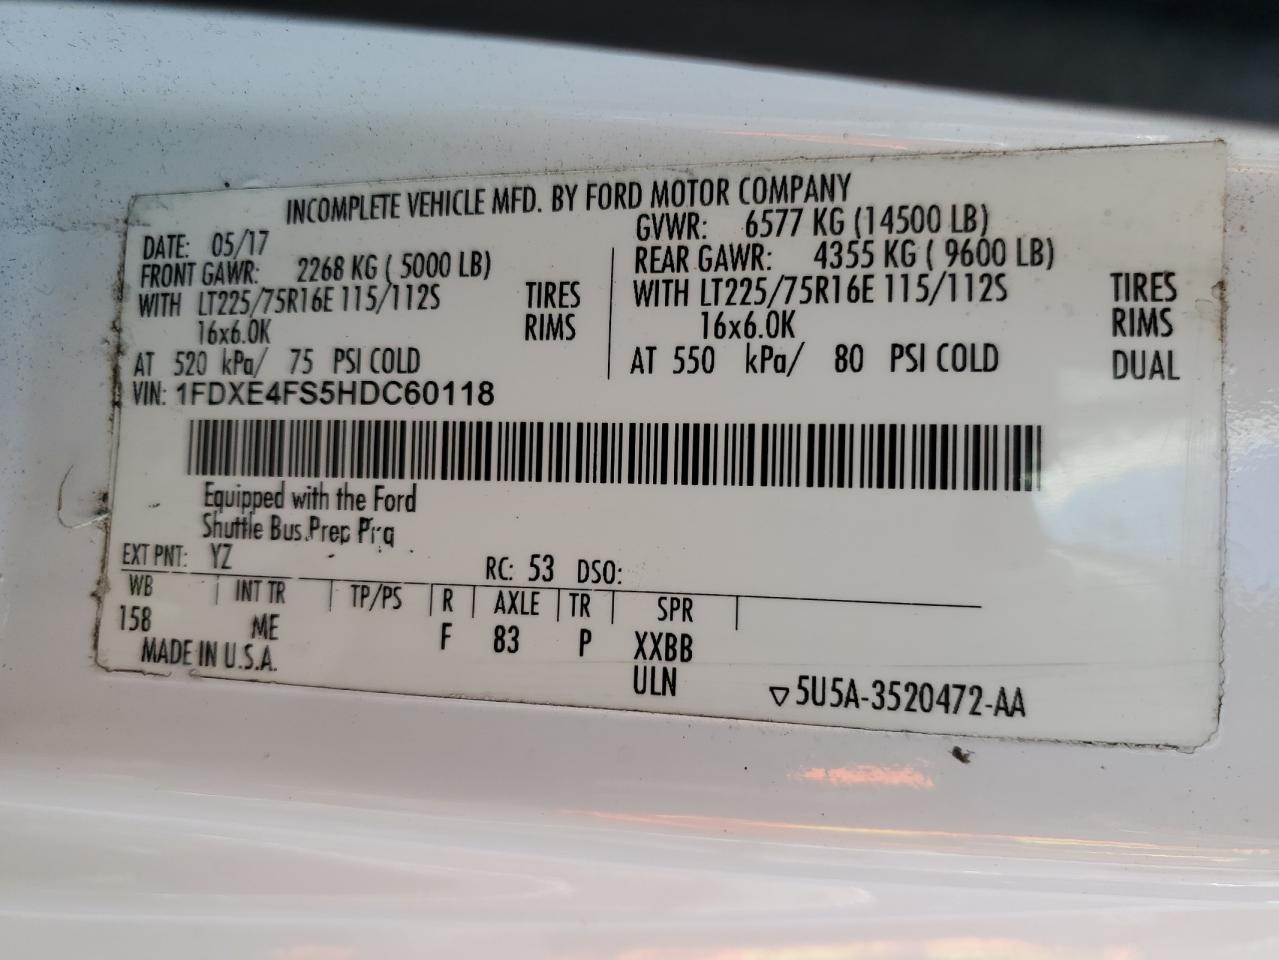 INCOMPLETE VEHICLE MFD. BY FORD MOTOR COMPANY
DATE: 05/17 GVWR: 6577 KG (14500 LB)
FRONT GAWR: 2268 KG ( 5000 LB) REAR GAWR: 4355 KG ( 9600 LB)
WITH LT225/75R16E 115/112S TIRES WITH LT225/75R16E 115/112S TIRES
16x6.0K RIMS 16x6.0K RIMS
AT 520 kPa/ 75 PSI COLD AT 550 kPa/ 80 PSI COLD DUAL
VIN: 1FDXE4FS5HDC60118
Equipped with the Ford
Shuttle Bus Prep Pkg
EXT PNT: YZ RC: 53 DSO:
WB INT TR TP/PS R AXLE TR SPR
158 ME F 83 P XXBB
MADE IN U.S.A. ULN
▽5U5A-3520472-AA